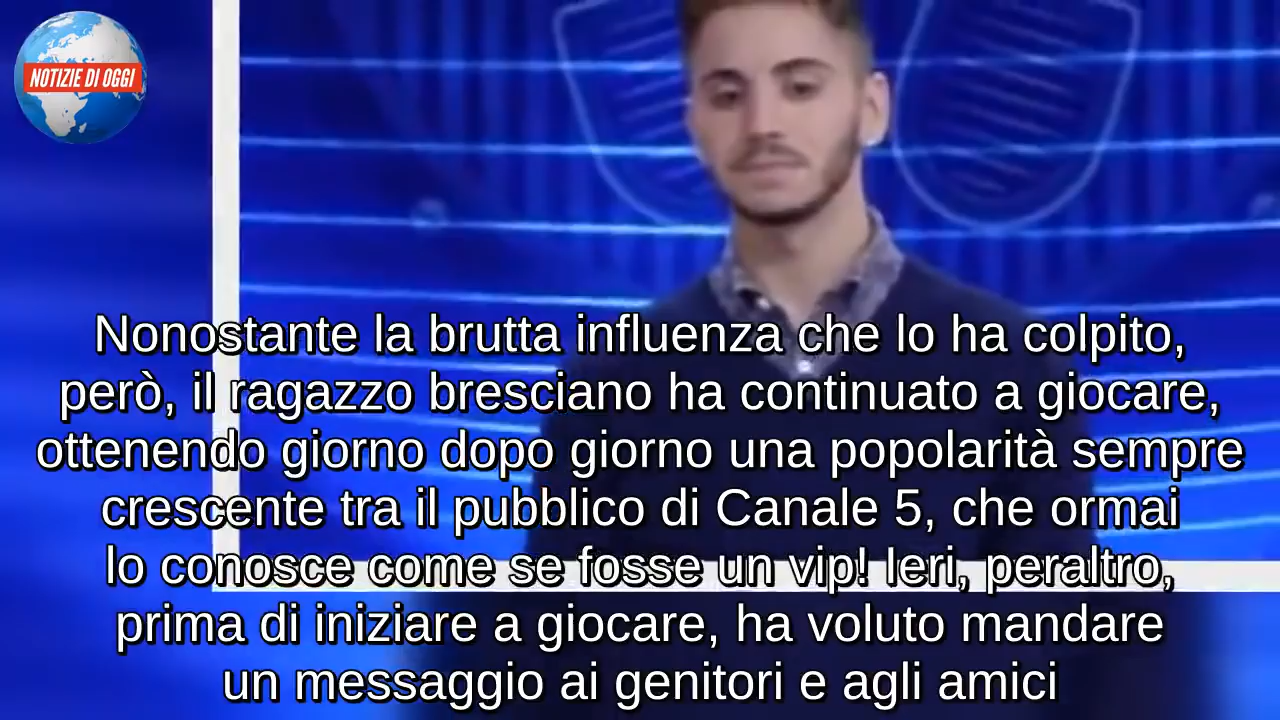 NOTIZIE DI OGGI
Nonostante la brutta influenza che lo ha colpito,
però, il ragazzo bresciano ha continuato a giocare,
ottenendo giorno dopo giorno una popolarità sempre
crescente tra il pubblico di Canale 5, che ormai
lo conosce come se fosse un vip! Ieri, peraltro,
prima di iniziare a giocare, ha voluto mandare
un messaggio ai genitori e agli amici